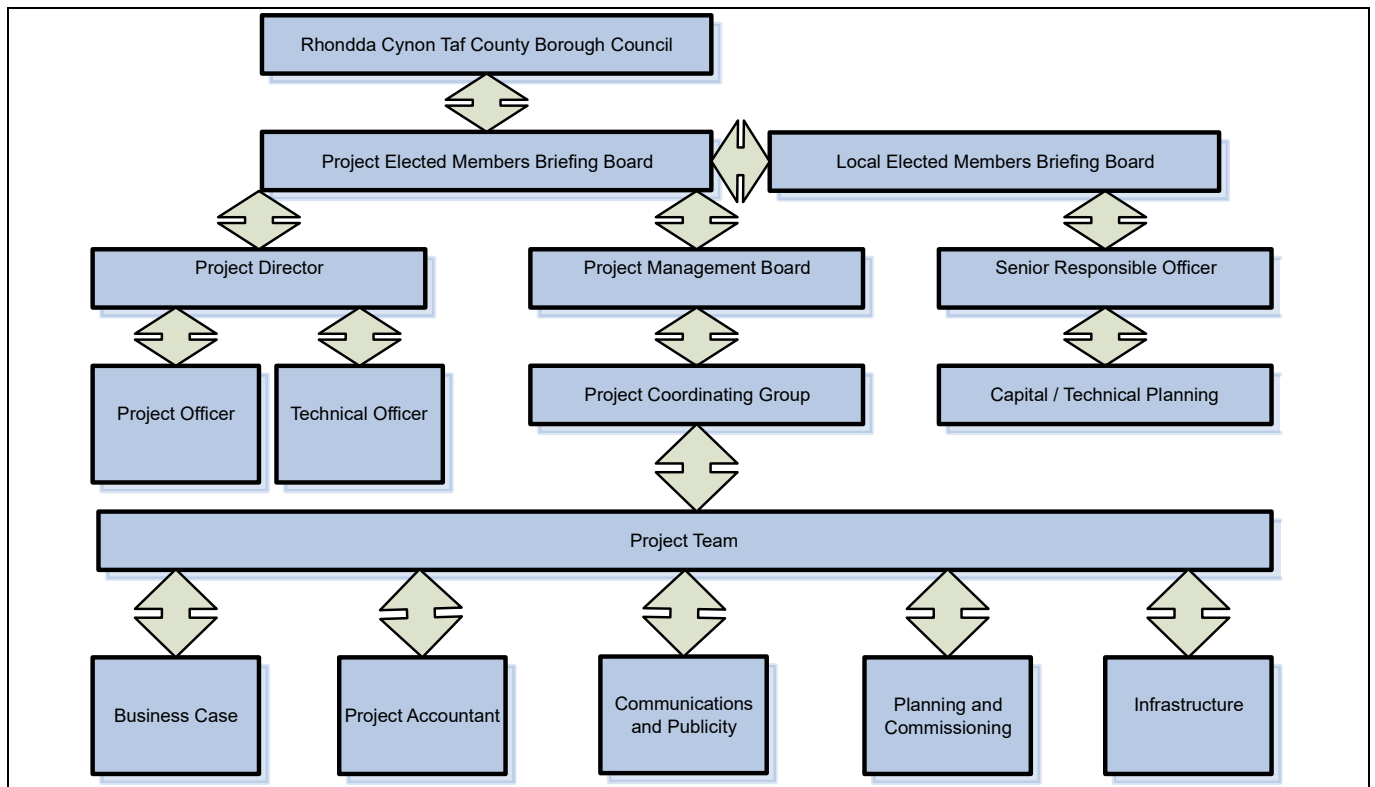 Rhondda Cynon Taf County Borough Council
Project Elected Members Briefing Board
Local Elected Members Briefing Board
Project Director
Project Management Board
Senior Responsible Officer
Project Officer
Technical Officer
Project Coordinating Group
Capital / Technical Planning
Project Team
Business Case
Project Accountant
Communications
and Publicity
Planning and
Commissioning
Infrastructure